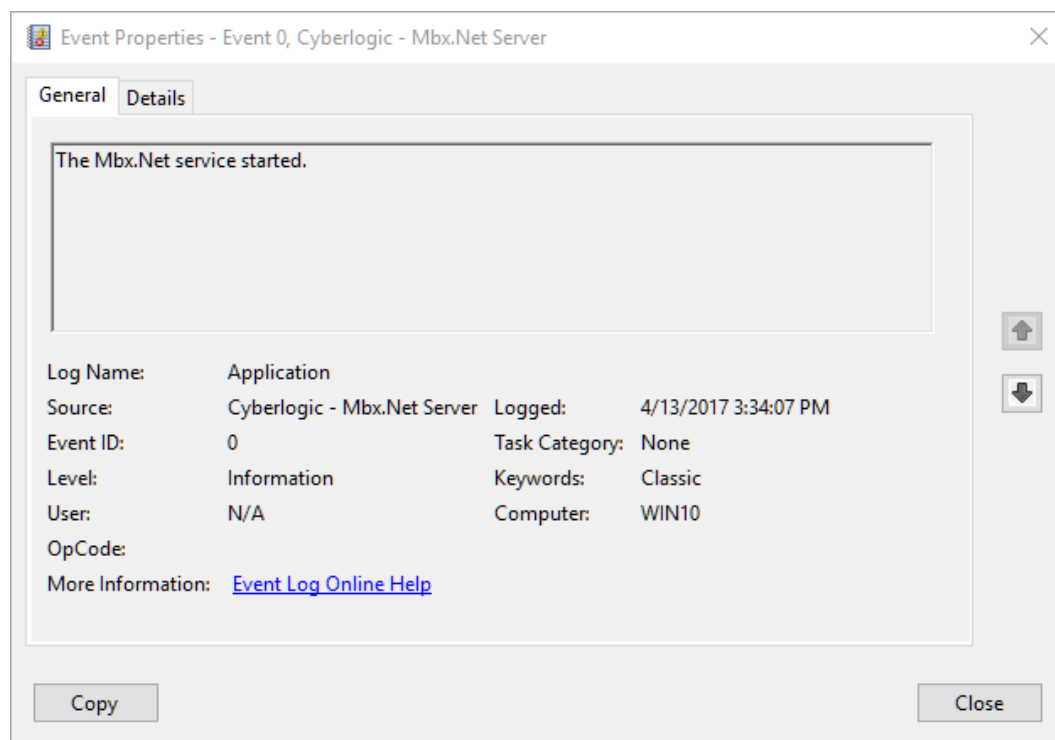 Event Properties - Event 0, Cyberlogic - Mbx.Net Server
General Details
The Mbx.Net service started.
Log Name: Application
Source: Cyberlogic - Mbx.Net Server Logged: 4/13/2017 3:34:07 PM
Event ID: 0 Task Category: None
Level: Information Keywords: Classic
User: N/A Computer: WIN10
OpCode:
More Information: Event Log Online Help
Copy Close